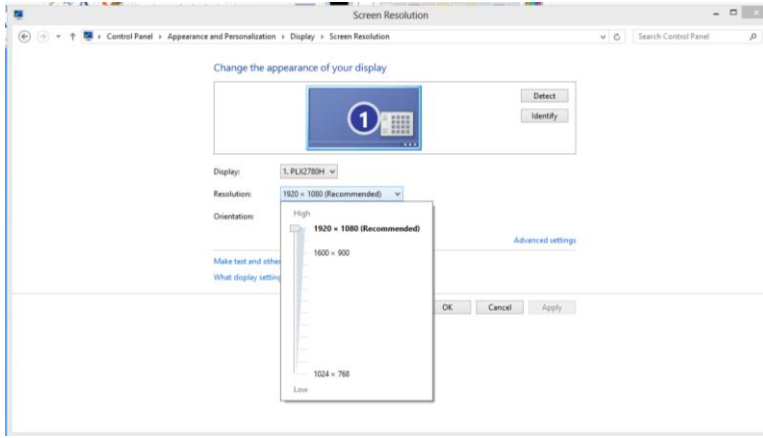 Screen Resolution
Control Panel › Appearance and Personalization › Display › Screen Resolution
Search Control Panel
Change the appearance of your display
1
Detect
Identify
Display: 1. PLX2780H
Resolution: 1920 × 1080 (Recommended)
Orientation:
High
1920 × 1080 (Recommended)
1600 × 900
1024 × 768
Low
Advanced settings
Make text and other
What display setting
OK Cancel Apply